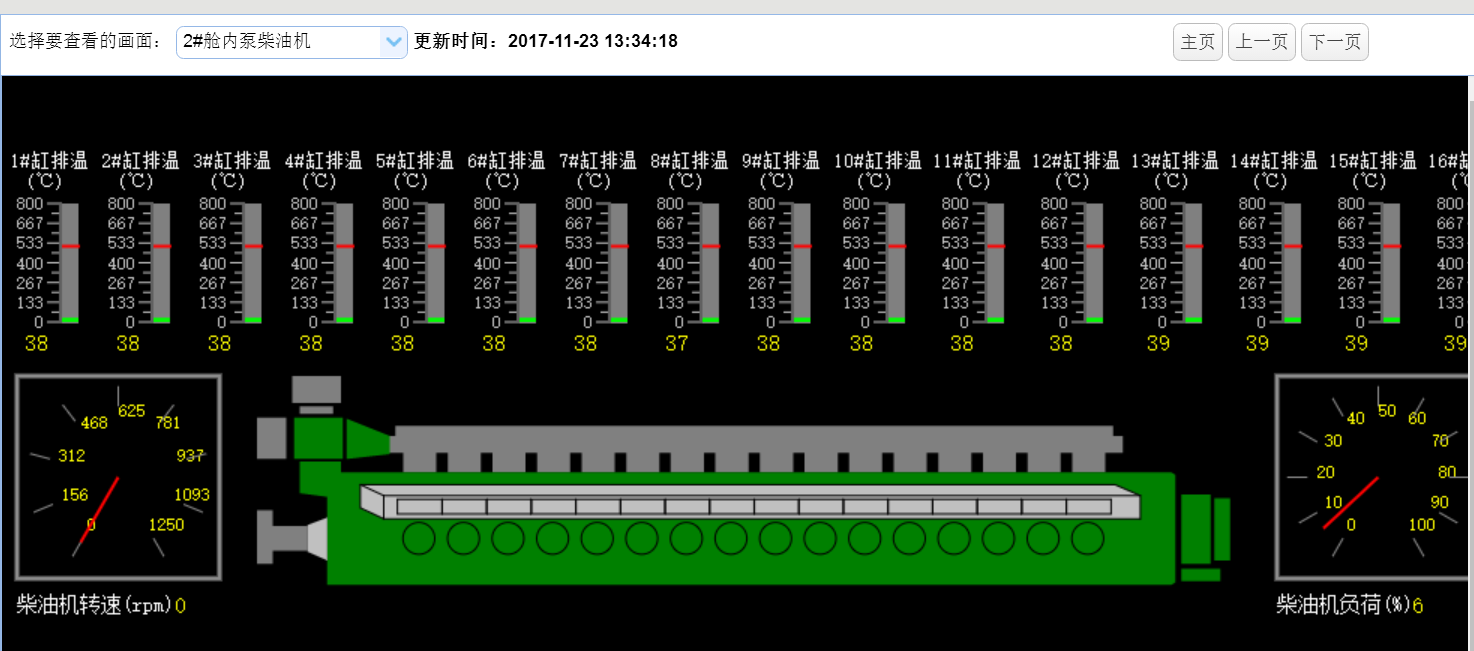 选择要查看的画面： 2#舱内泵柴油机 更新时间：2017-11-23 13:34:18 主页 上一页 下一页
1#缸排温 2#缸排温 3#缸排温 4#缸排温 5#缸排温 6#缸排温 7#缸排温 8#缸排温 9#缸排温 10#缸排温 11#缸排温 12#缸排温 13#缸排温 14#缸排温 15#缸排温 16#缸
(℃) (℃) (℃) (℃) (℃) (℃) (℃) (℃) (℃) (℃) (℃) (℃) (℃) (℃) (℃) (℃
800 800 800 800 800 800 800 800 800 800 800 800 800 800 800 800
667 667 667 667 667 667 667 667 667 667 667 667 667 667 667 667
533 533 533 533 533 533 533 533 533 533 533 533 533 533 533 533
400 400 400 400 400 400 400 400 400 400 400 400 400 400 400 400
267 267 267 267 267 267 267 267 267 267 267 267 267 267 267 267
133 133 133 133 133 133 133 133 133 133 133 133 133 133 133 133
0 0 0 0 0 0 0 0 0 0 0 0 0 0 0 0
38 38 38 38 38 38 38 37 38 38 38 38 39 39 39 39
0 156 312 468 625 781 937 1093 1250
柴油机转速(rpm)0
0 10 20 30 40 50 60 70 80 90 100
柴油机负荷(%)6